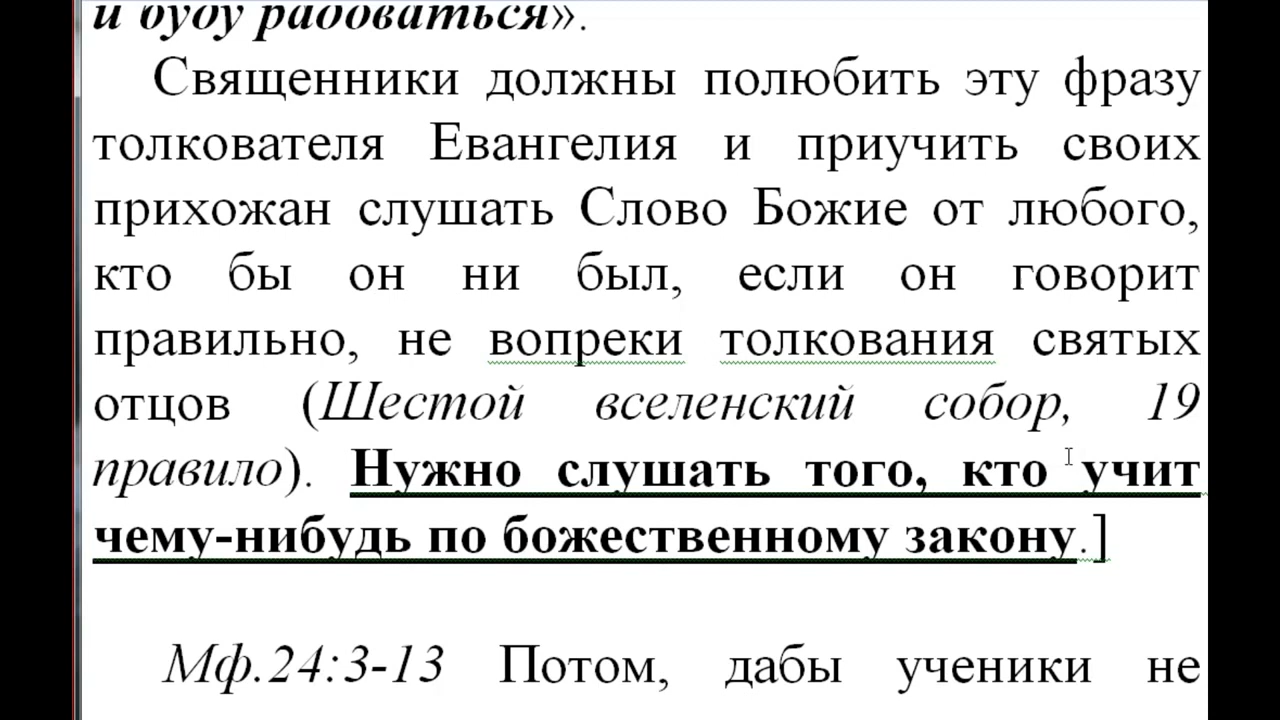 и буду радоваться».
Священники должны полюбить эту фразу
толкователя Евангелия и приучить своих
прихожан слушать Слово Божие от любого,
кто бы он ни был, если он говорит
правильно, не вопреки толкования святых
отцов (Шестой вселенский собор, 19
правило). Нужно слушать того, кто учит
чему-нибудь по божественному закону.]
Мф.24:3-13 Потом, дабы ученики не